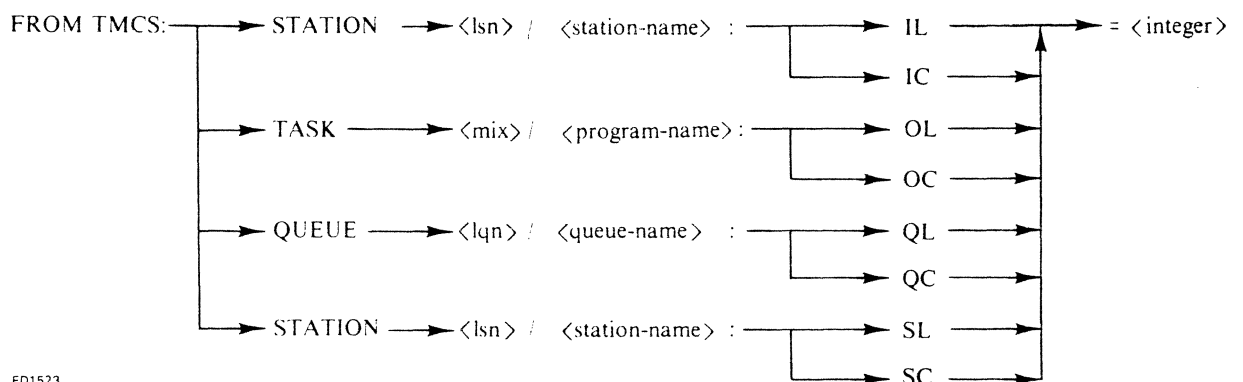 FROM TMCS: STATION <lsn> / <station-name> : IL = <integer>
IC
TASK <mix> / <program-name> : OL
OC
QUEUE <lqn> / <queue-name> : QL
QC
STATION <lsn> / <station-name> : SL
SC
ED1523